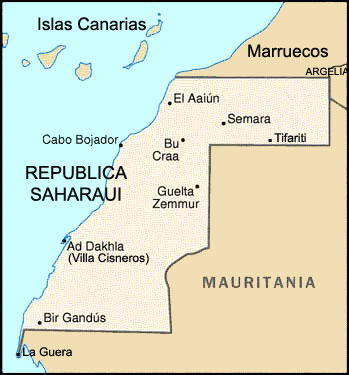 Islas Canarias
Marruecos
ARGELIA
El Aaiún
Semara
Cabo Bojador
Bu
Craa
Tifariti
REPUBLICA
SAHARAUI
Guelta
Zemmur
Ad Dakhla
(Villa Cisneros)
MAURITANIA
Bir Gandús
La Guera